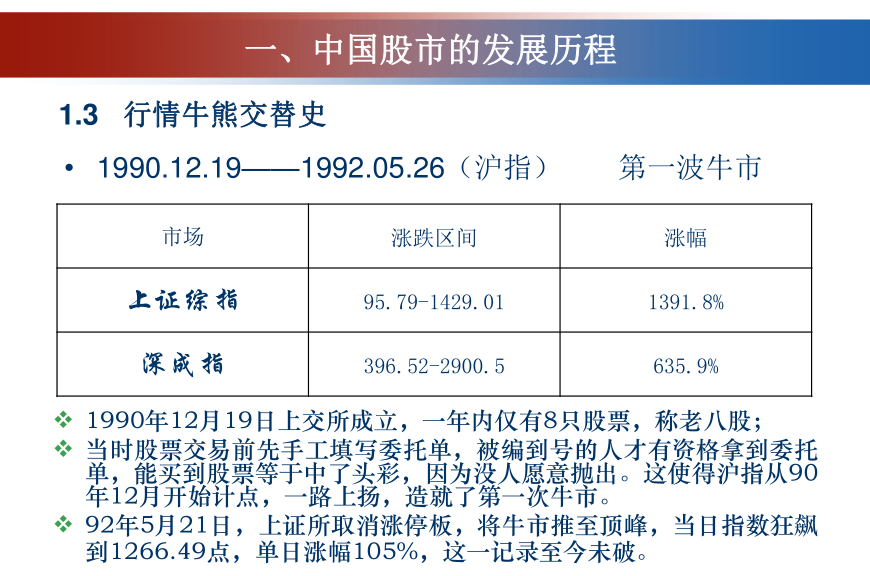 一、中国股市的发展历程
1.3 行情牛熊交替史
• 1990.12.19——1992.05.26（沪指） 第一波牛市
市场 涨跌区间 涨幅
上证综指 95.79-1429.01 1391.8%
深成指 396.52-2900.5 635.9%
1990年12月19日上交所成立，一年内仅有8只股票，称老八股；
当时股票交易前先手工填写委托单，被编到号的人才有资格拿到委托
单，能买到股票等于中了头彩，因为没人愿意抛出。这使得沪指从90
年12月开始计点，一路上扬，造就了第一次牛市。
92年5月21日，上证所取消涨停板，将牛市推至顶峰，当日指数狂飙
到1266.49点，单日涨幅105%，这一记录至今未破。